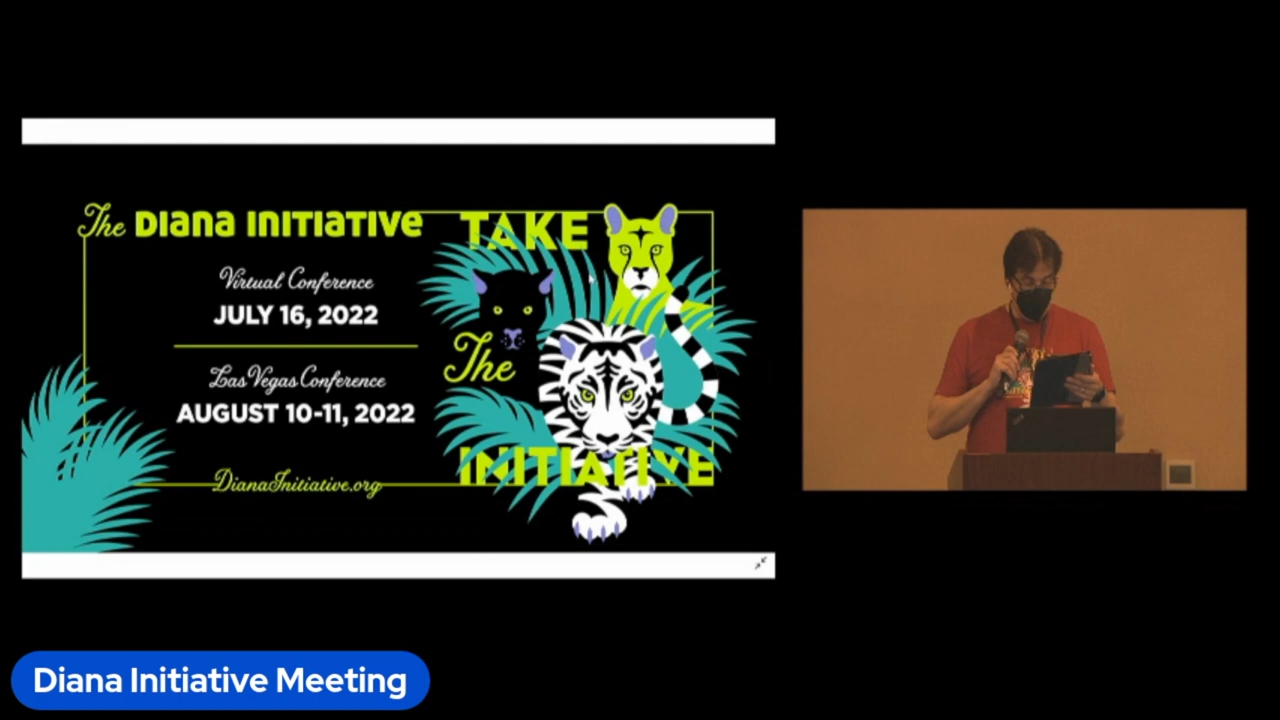 The Diana Initiative
Virtual Conference
JULY 16, 2022
Las Vegas Conference
AUGUST 10-11, 2022
DianaInitiative.org
TAKE
The
INITIATIVE
Diana Initiative Meeting